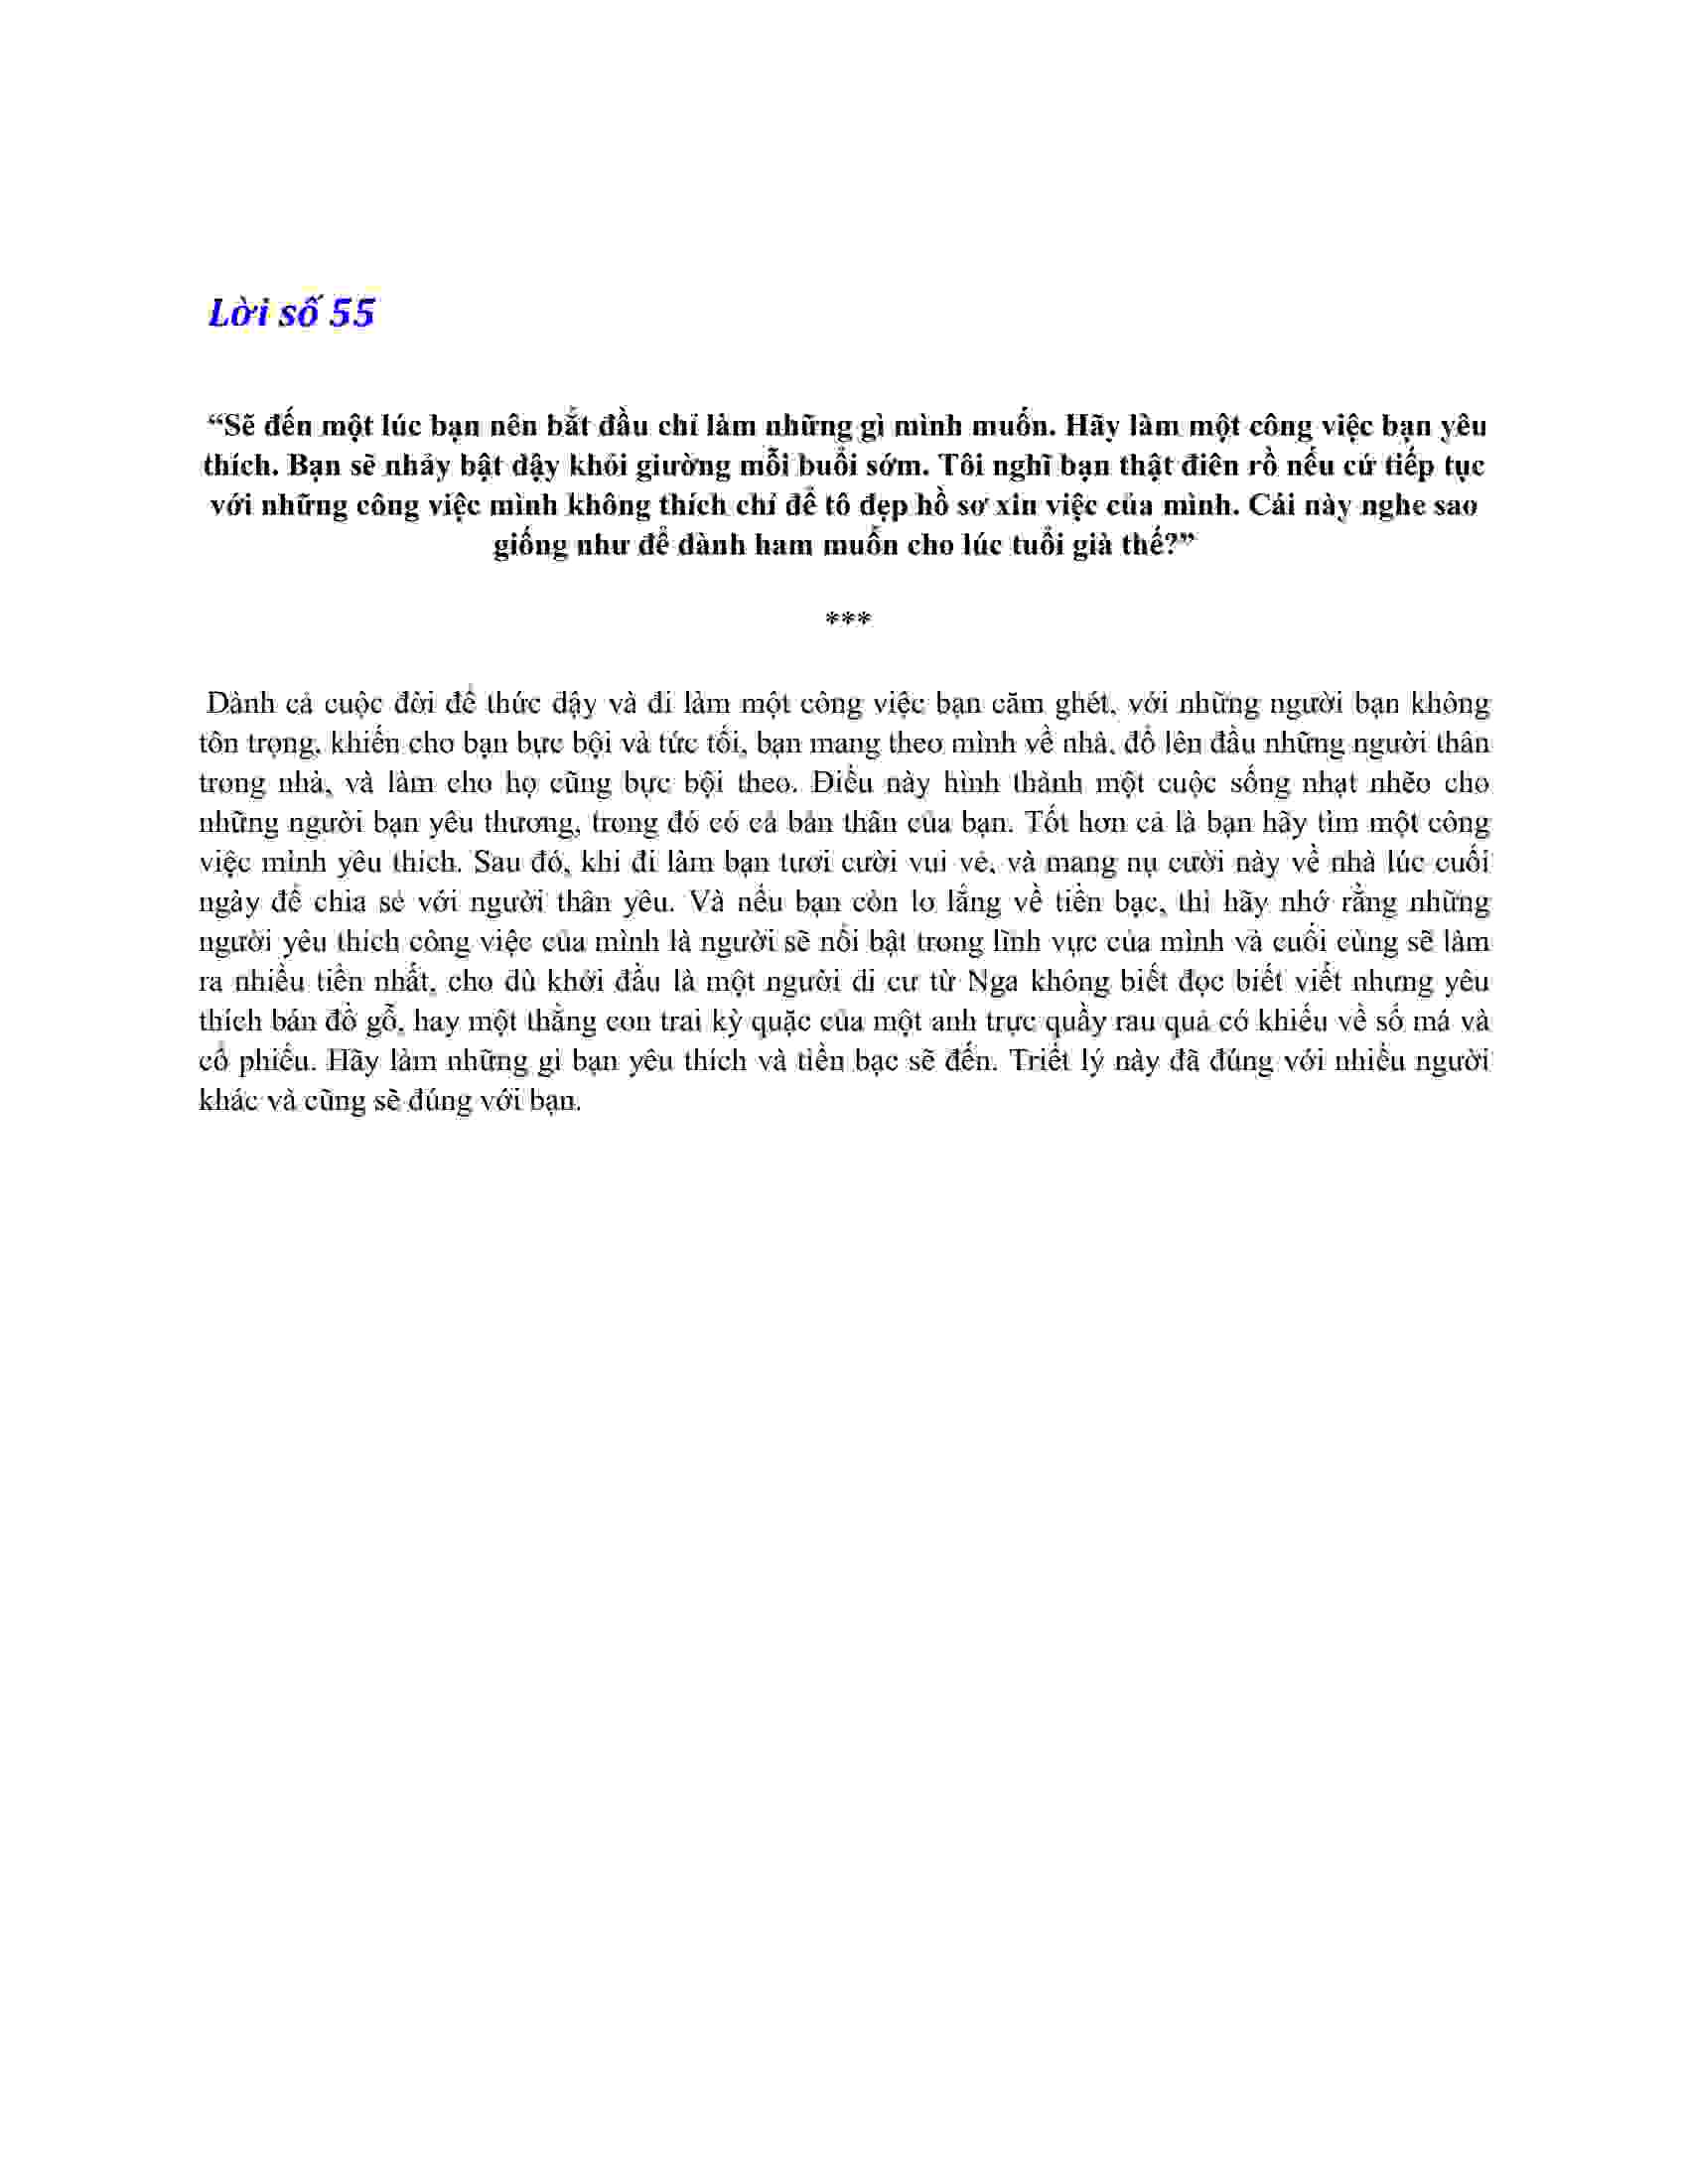 Lời số 55
“Sẽ đến một lúc bạn nên bắt đầu chỉ làm những gì mình muốn. Hãy làm một công việc bạn yêu
thích. Bạn sẽ nhảy bật dậy khỏi giường mỗi buổi sớm. Tôi nghĩ bạn thật điên rồ nếu cứ tiếp tục
với những công việc mình không thích chỉ để tô đẹp hồ sơ xin việc của mình. Cái này nghe sao
giống như để dành ham muốn cho lúc tuổi già thế?”
***
Dành cả cuộc đời để thức dậy và đi làm một công việc bạn căm ghét, với những người bạn không
tôn trọng, khiến cho bạn bực bội và tức tối, bạn mang theo mình về nhà, đổ lên đầu những người thân
trong nhà, và làm cho họ cũng bực bội theo. Điều này hình thành một cuộc sống nhạt nhẽo cho
những người bạn yêu thương, trong đó có cả bản thân của bạn. Tốt hơn cả là bạn hãy tìm một công
việc mình yêu thích. Sau đó, khi đi làm bạn tươi cười vui vẻ, và mang nụ cười này về nhà lúc cuối
ngày để chia sẻ với người thân yêu. Và nếu bạn còn lo lắng về tiền bạc, thì hãy nhớ rằng những
người yêu thích công việc của mình là người sẽ nổi bật trong lĩnh vực của mình và cuối cùng sẽ làm
ra nhiều tiền nhất, cho dù khởi đầu là một người di cư từ Nga không biết đọc biết viết nhưng yêu
thích bán đồ gỗ, hay một thằng con trai kỳ quặc của một anh trực quầy rau quả có khiếu về số má và
cổ phiếu. Hãy làm những gì bạn yêu thích và tiền bạc sẽ đến. Triết lý này đã đúng với nhiều người
khác và cũng sẽ đúng với bạn.